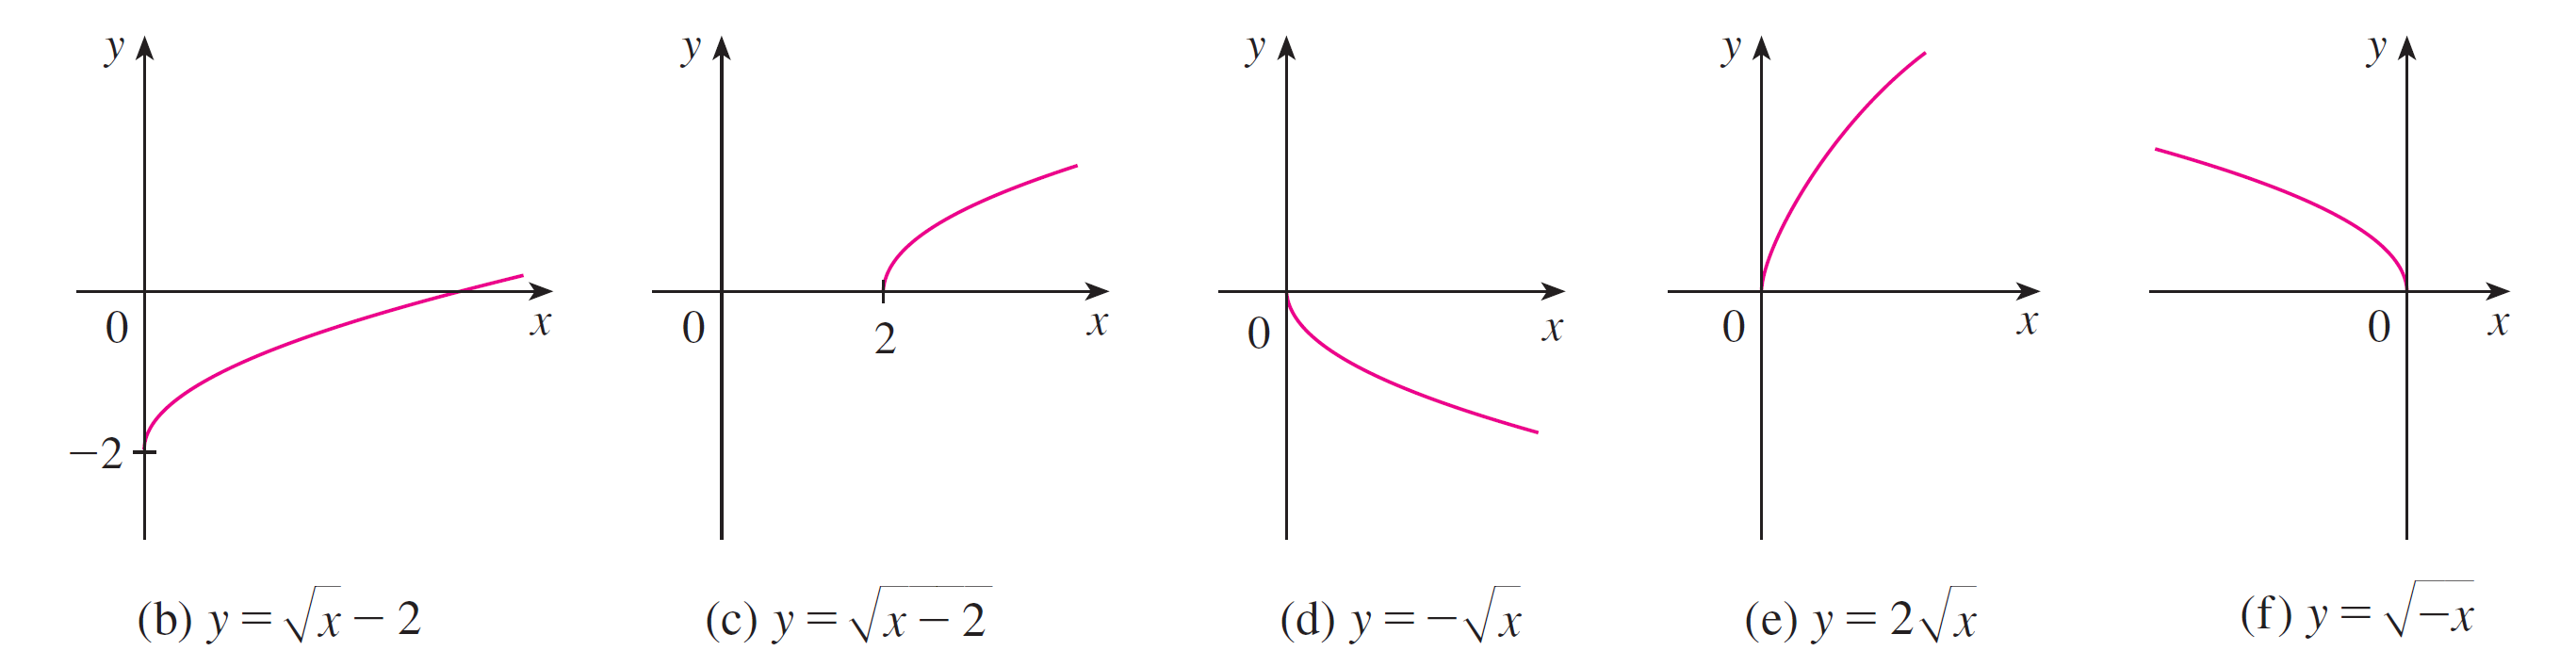 y y y y y
0 x 0 2 x 0 x 0 x 0 x
−2
(b) y = √x − 2 (c) y = √x − 2 (d) y = −√x (e) y = 2√x (f) y = √−x